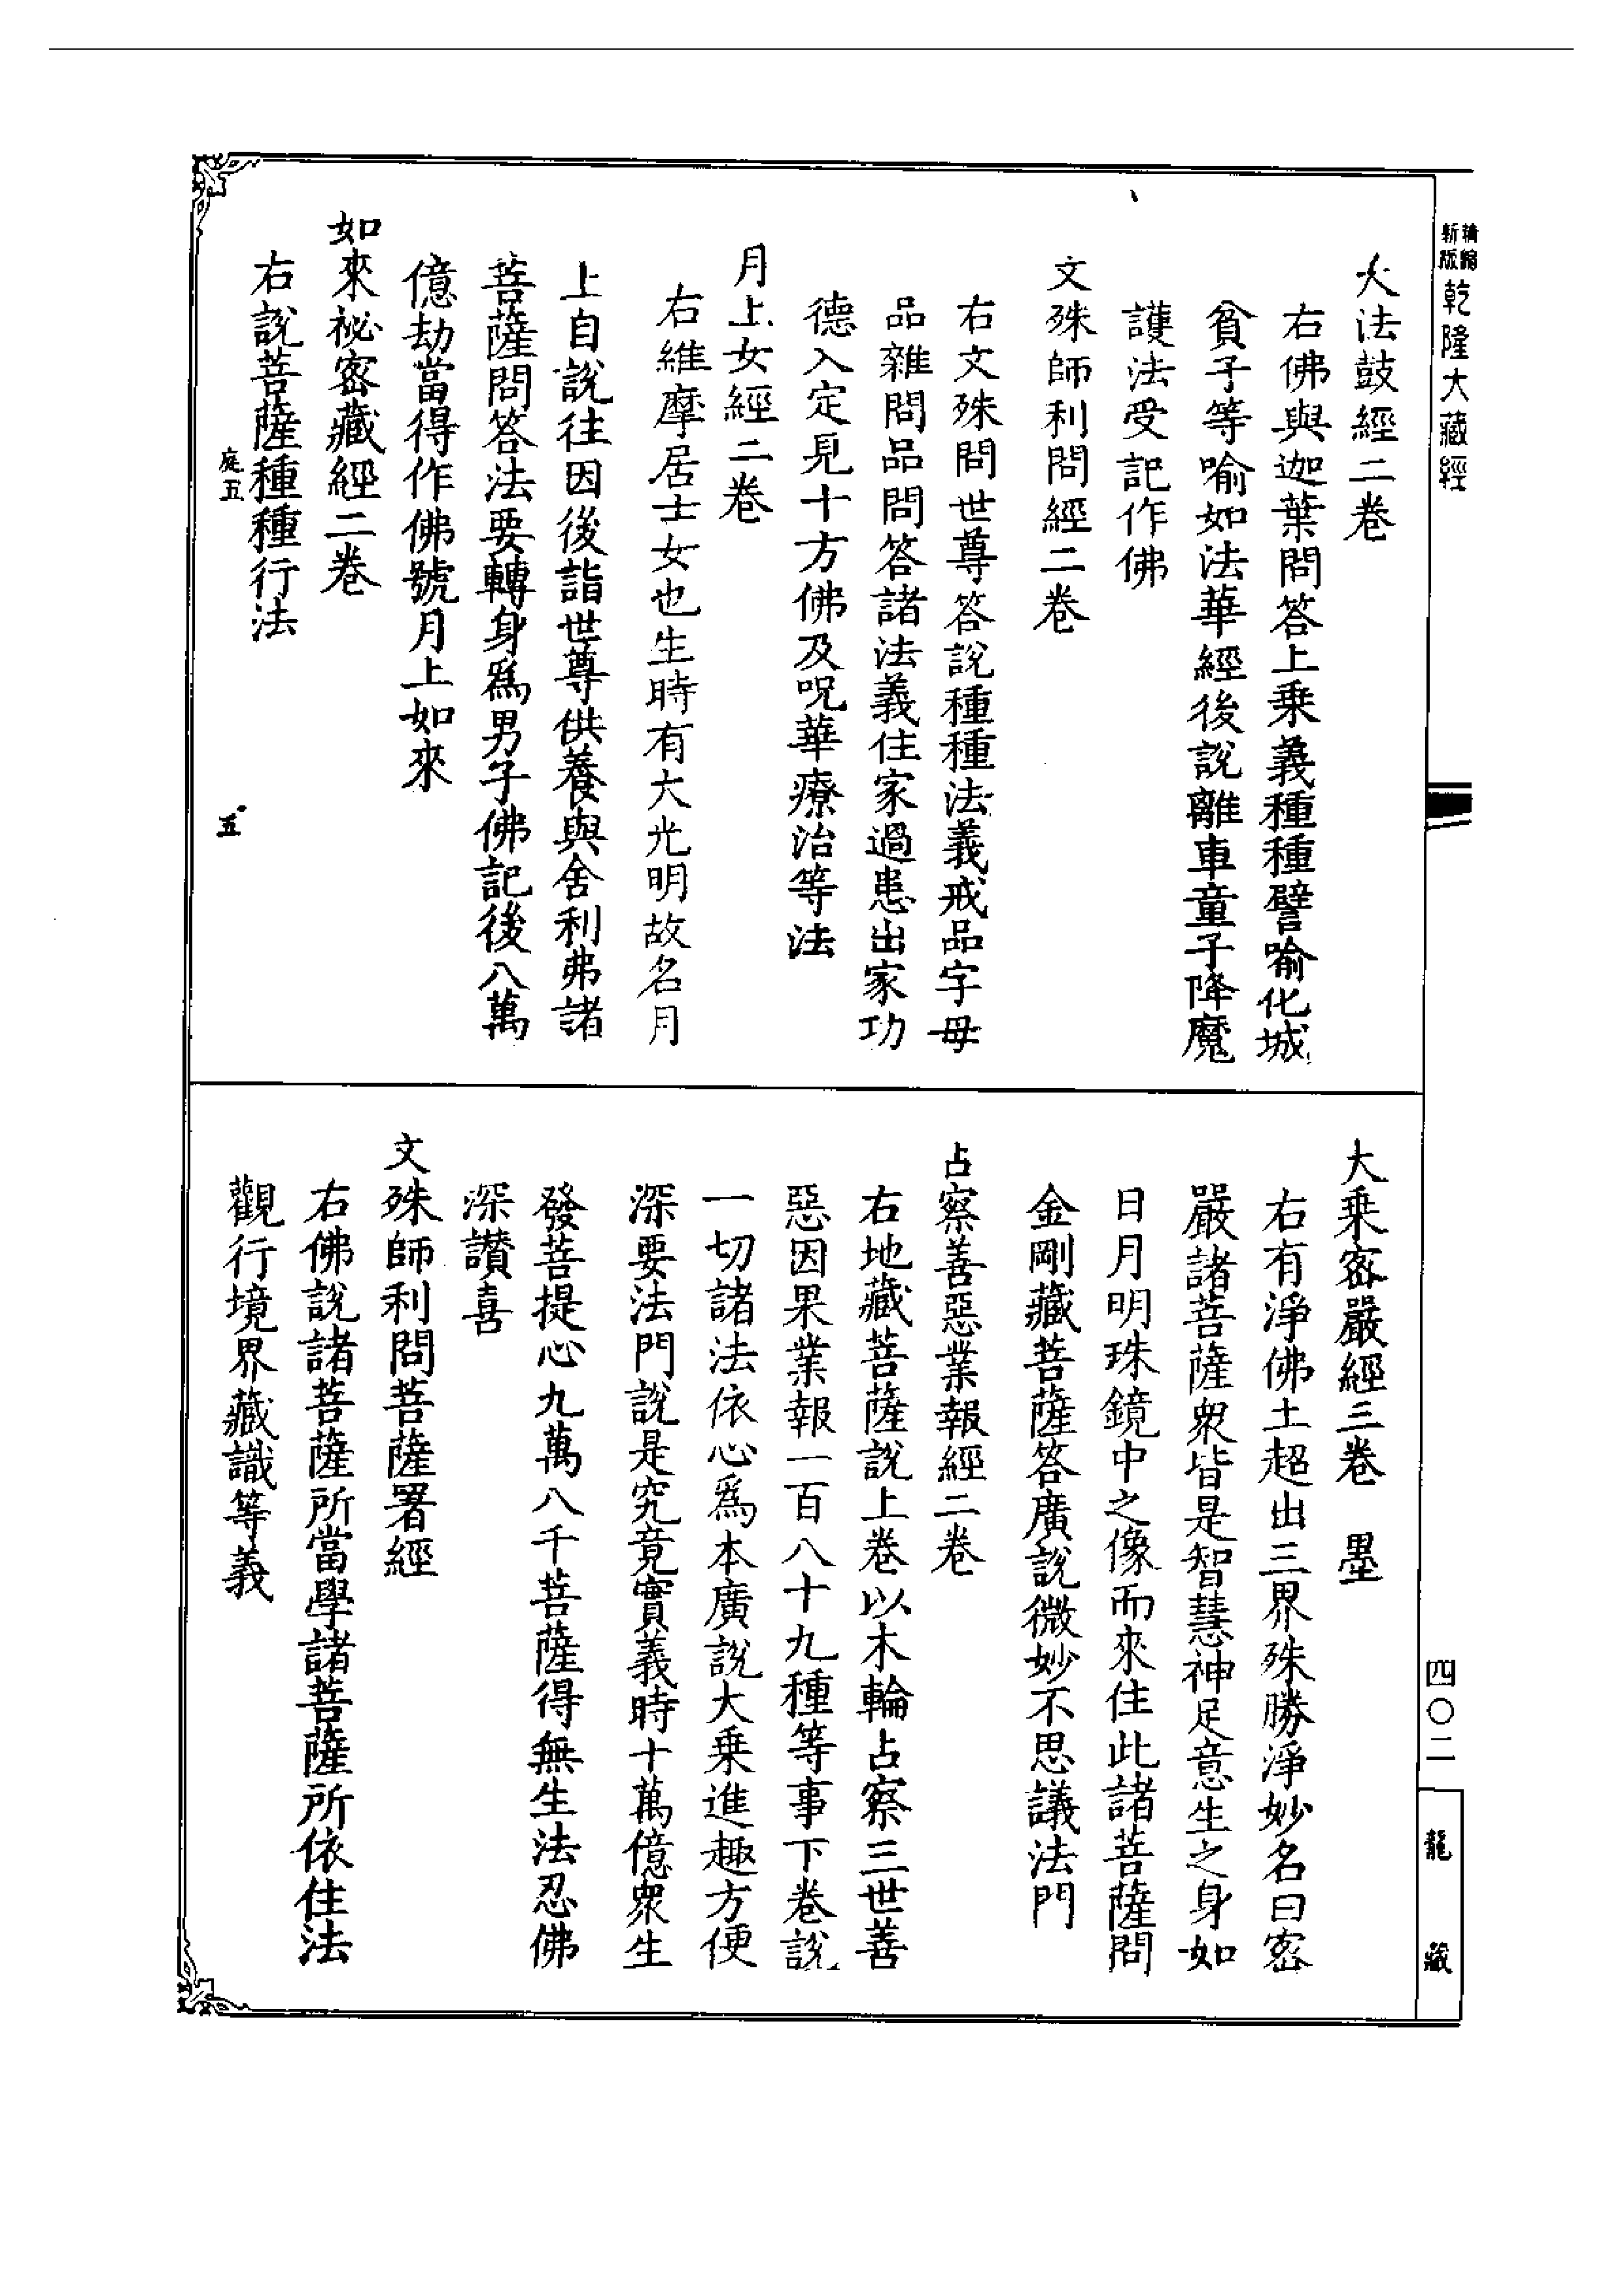 精縮
新版
乾隆大藏經
大法鼓經二卷
右佛與迦葉問答上乗義種種譬喻化城
貧子等喻如法華經後說離車童子降魔
護法受記作佛
文殊師利問經二卷
右文殊問世尊答說種種法義戒品字母
品雜問品問答諸法義住家過患出家功
德入定見十方佛及呪華療治等法
月上女經二卷
右維摩居士女也生時有大光明故名月
上自說往因後詣世尊供養與舍利弗諸
菩薩問答法要轉身爲男子佛記後八萬
億劫當得作佛號月上如來
如來祕密藏經二卷
右說菩薩種種行法
庭五
五
大乗密嚴經三卷 墨
右有淨佛土超出三界殊勝淨妙名曰密
嚴諸菩薩衆皆是智慧神足意生之身如
日月明珠鏡中之像而來住此諸菩薩問
金剛藏菩薩答廣說微妙不思議法門
占察善惡業報經二卷
右地藏菩薩說上卷以木輪占察三世善
惡因果業報一百八十九種等事下卷說
一切諸法依心爲本廣說大乗進趣方便
深要法門說是究竟實義時十萬億衆生
發菩提心九萬八千菩薩得無生法忍佛
深讃喜
文殊師利問菩薩署經
右佛說諸菩薩所當學諸菩薩所依住法
觀行境界藏識等義
四〇二
龍藏